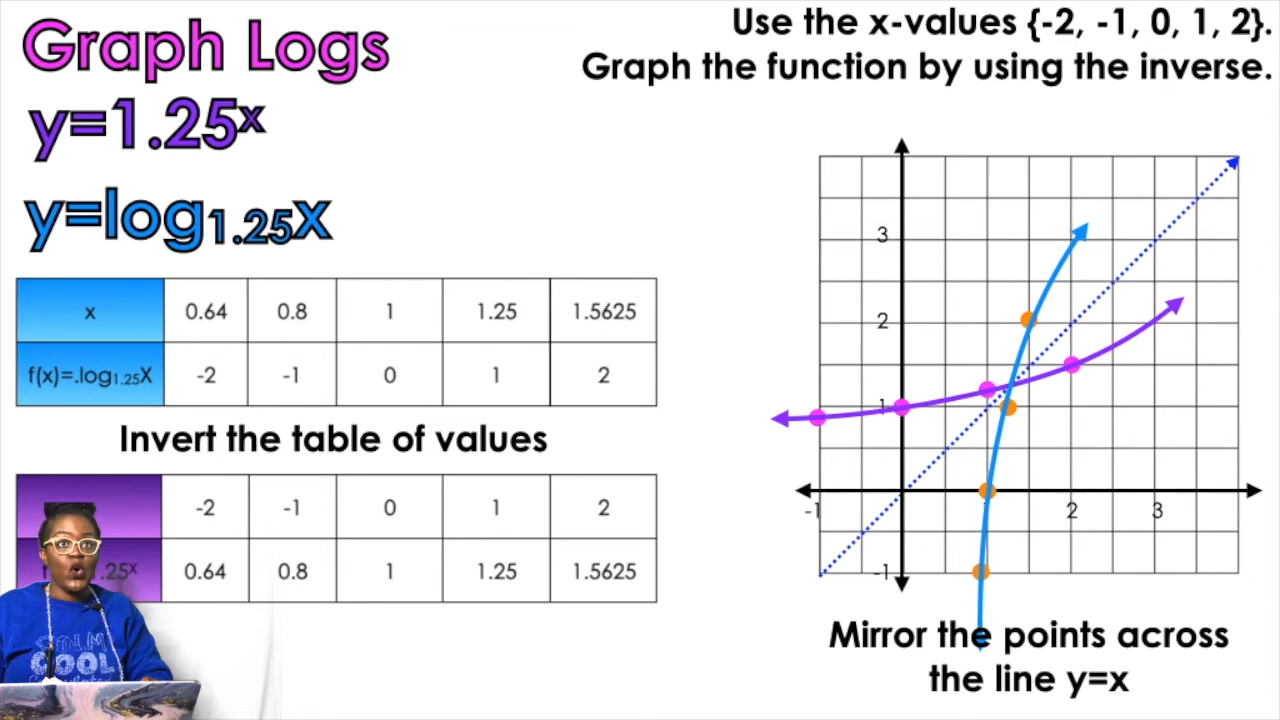 Graph Logs
Use the x-values {-2, -1, 0, 1, 2}.
Graph the function by using the inverse.
y=1.25ˣ
y=log₁.₂₅x
x 0.64 0.8 1 1.25 1.5625
f(x)=.log₁.₂₅X -2 -1 0 1 2
Invert the table of values
-2 -1 0 1 2
.25ˣ 0.64 0.8 1 1.25 1.5625
3
2
1
-1 2 3
-1
Mirror the points across
the line y=x
COOL